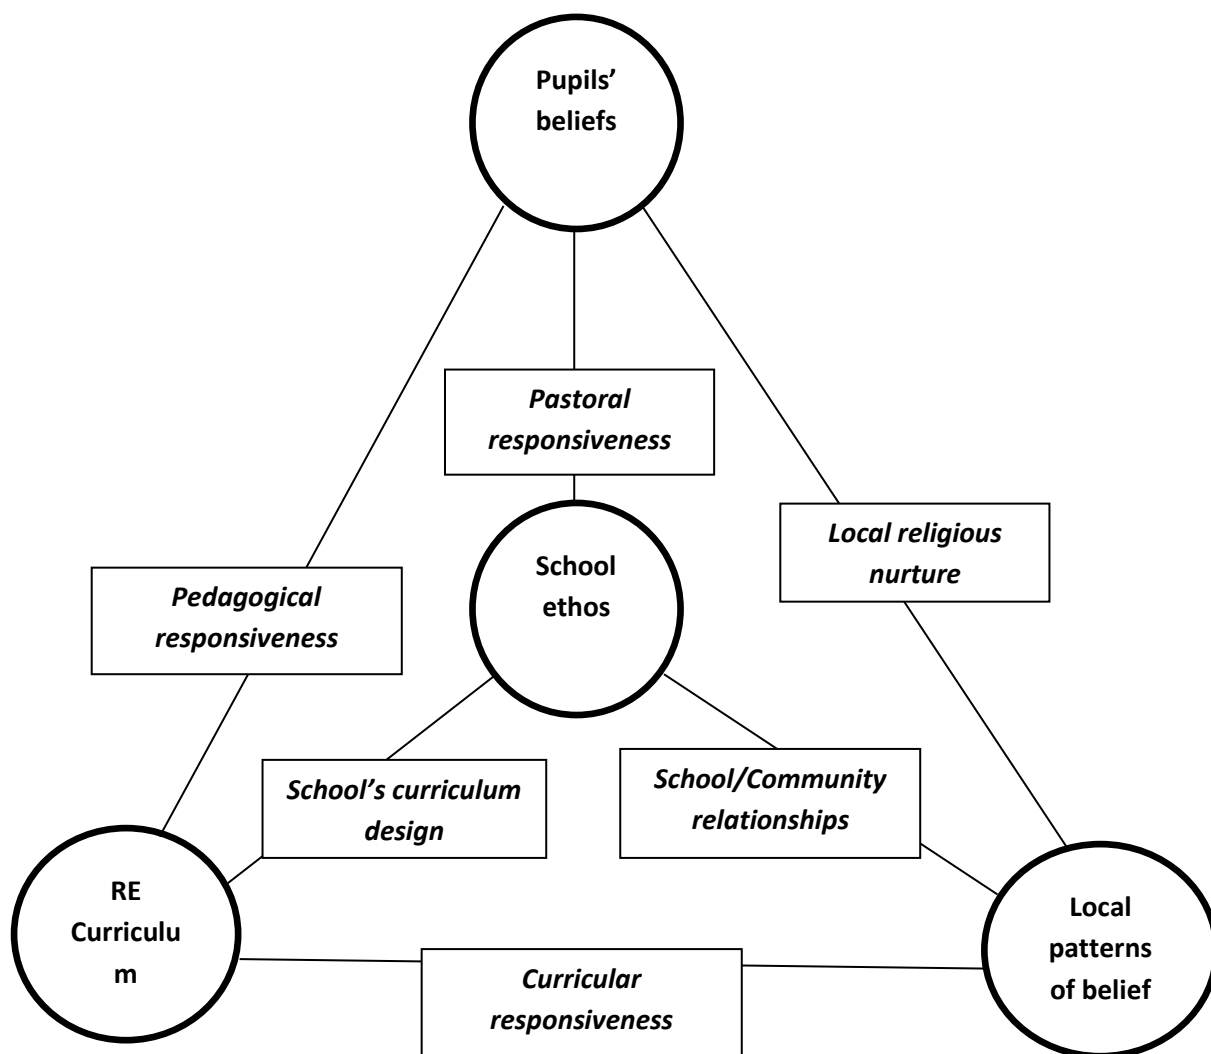 Pupils’
beliefs
Pastoral
responsiveness
Local religious
nurture
School
ethos
Pedagogical
responsiveness
School’s curriculum
design
School/Community
relationships
RE
Curriculu
m
Local
patterns
of belief
Curricular
responsiveness